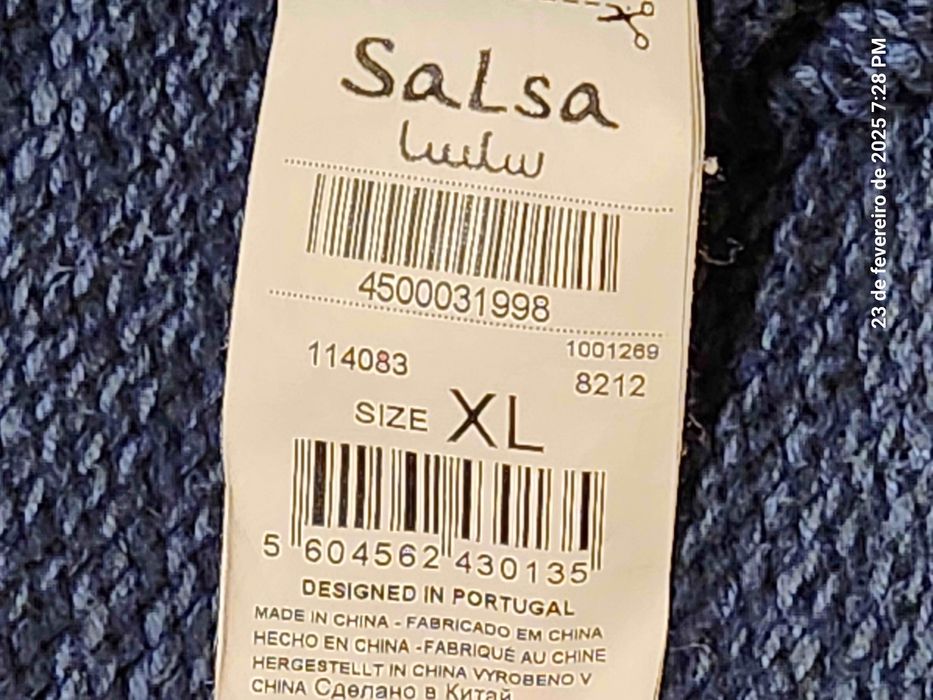 Salsa
4500031998
114083
1001269
8212
SIZE XL
5 604562 430135
DESIGNED IN PORTUGAL
MADE IN CHINA - FABRICADO EM CHINA
HECHO EN CHINA -FABRIQUÉ AU CHINE
HERGESTELLT IN CHINA VYROBENO V
CHINA Сделано в Китай
23 de fevereiro de 2025 7:28 PM